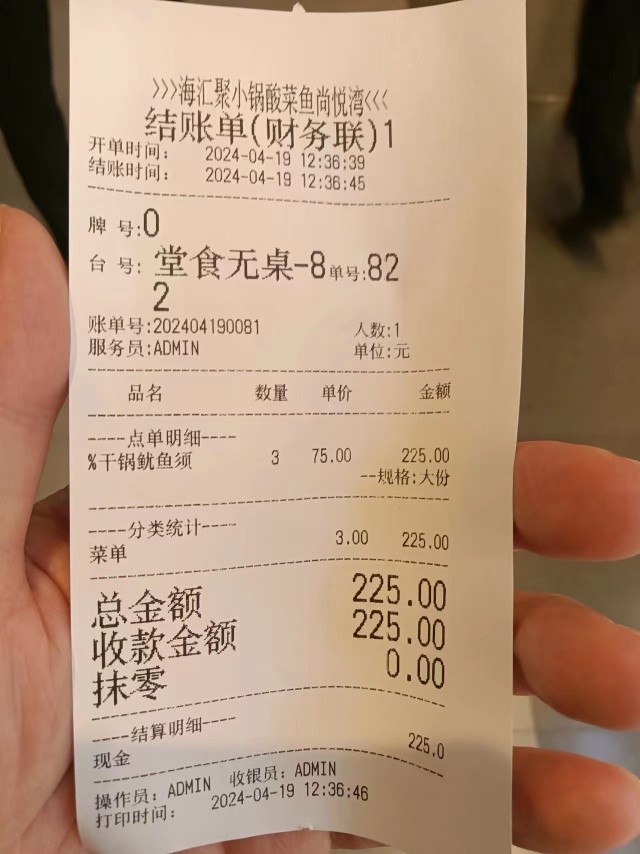 >>>海汇聚小锅酸菜鱼尚悦湾<<<
结账单(财务联)1
开单时间: 2024-04-19 12:36:39
结账时间: 2024-04-19 12:36:45
牌 号:0
台 号: 堂食无桌-8单号:82
2
账单号:202404190081 人数:1
服务员:ADMIN 单位:元
品名 数量 单价 金额
----点单明细----
%干锅鱿鱼须 3 75.00 225.00
--规格:大份
----分类统计----
菜单 3.00 225.00
总金额 225.00
收款金额 225.00
抹零 0.00
----结算明细----
现金 225.0
操作员: ADMIN 收银员: ADMIN
打印时间: 2024-04-19 12:36:46